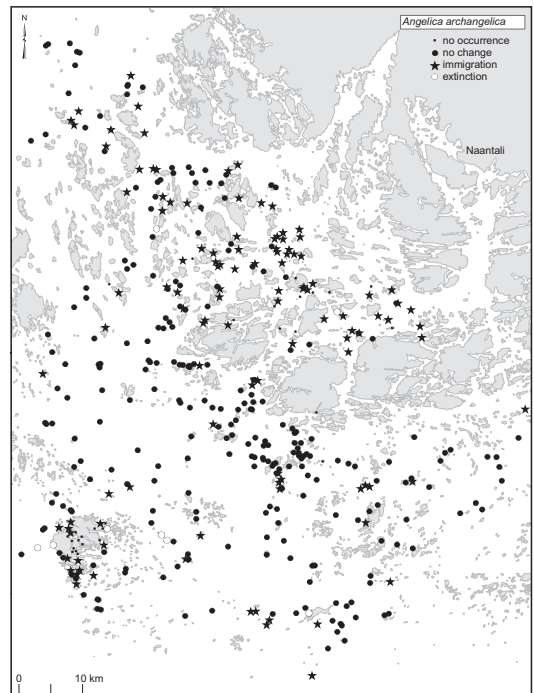 N
Angelica archangelica
no occurrence
no change
immigration
extinction
Naantali
0 10 km